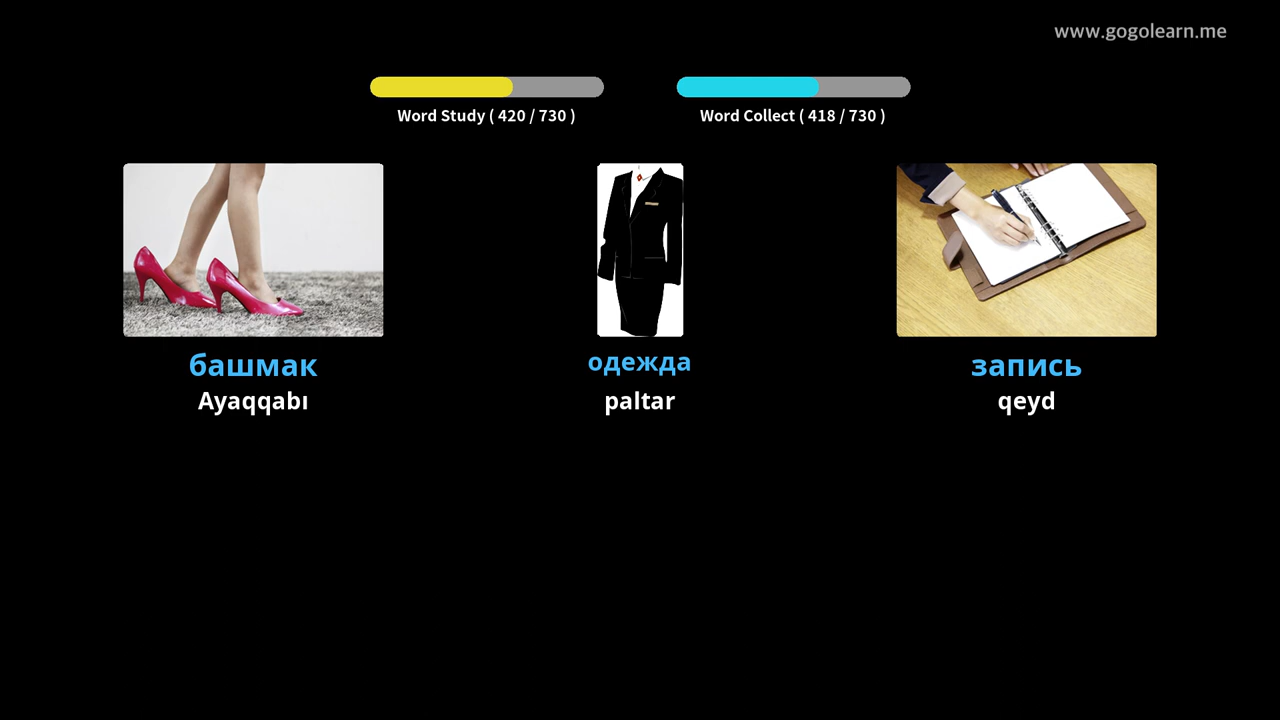 www.gogolearn.me
Word Study ( 420 / 730 )
Word Collect ( 418 / 730 )
башмак
Ayaqqabı
одежда
paltar
запись
qeyd